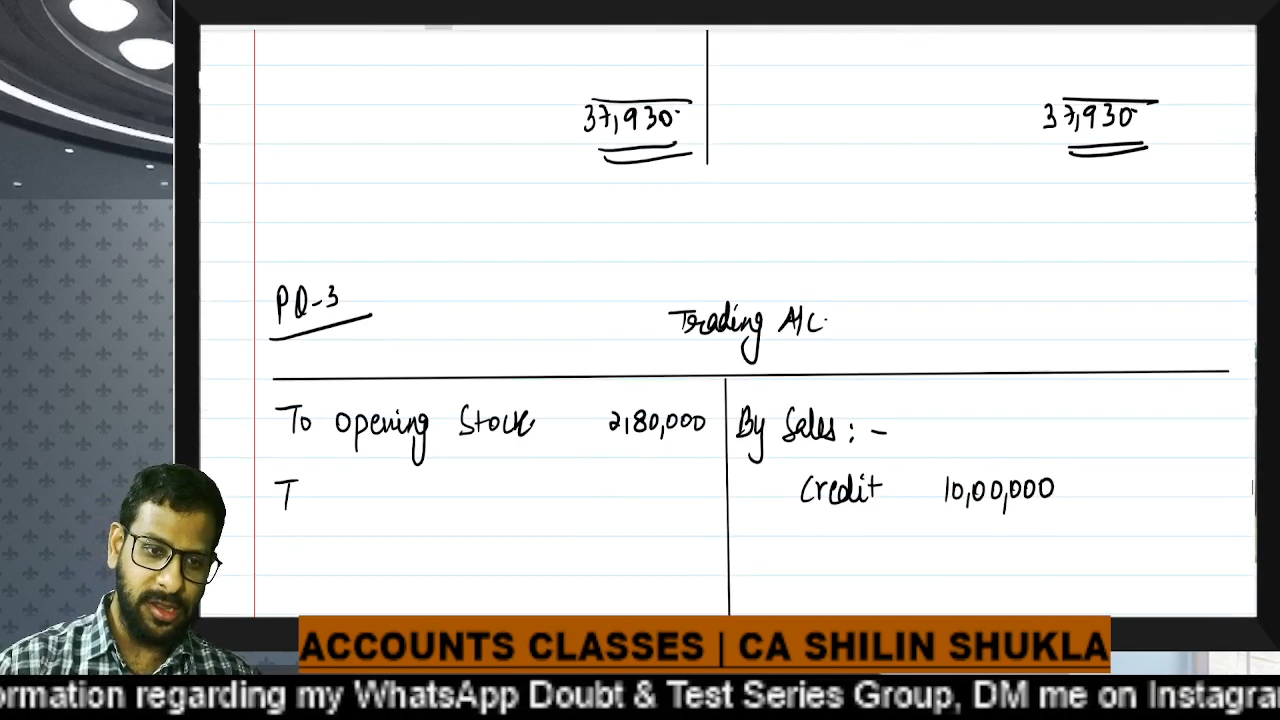 37,930 37,930
PQ-3
Trading A/c.
To Opening Stock 2,80,000 By Sales : -
T Credit 10,00,000
ACCOUNTS CLASSES | CA SHILIN SHUKLA
ormation regarding my WhatsApp Doubt & Test Series Group, DM me on Instagra